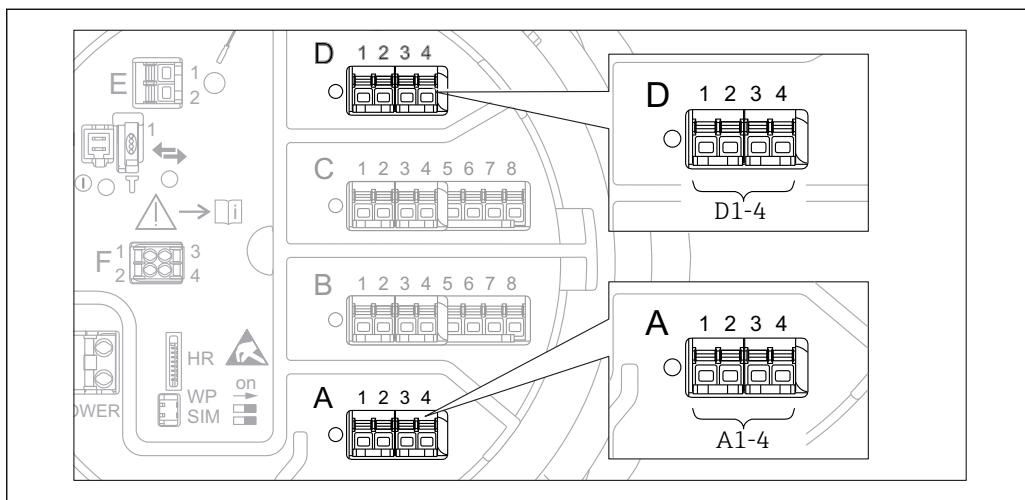 D 1 2 3 4
E 1
2
1
C 1 2 3 4 5 6 7 8
i
F 1 3
2 4
B 1 2 3 4 5 6 7 8
HR
WP on
SIM
OWER
A 1 2 3 4
D 1 2 3 4
D1-4
A 1 2 3 4
A1-4